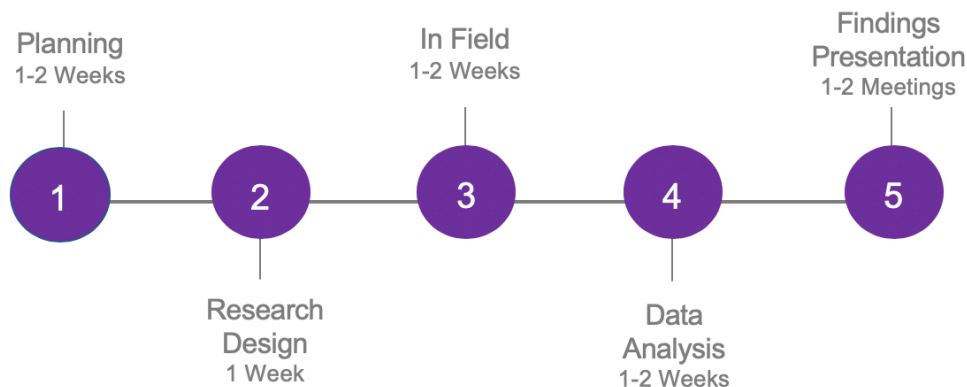 Planning
1-2 Weeks
In Field
1-2 Weeks
Findings
Presentation
1-2 Meetings
1
2
3
4
5
Research
Design
1 Week
Data
Analysis
1-2 Weeks